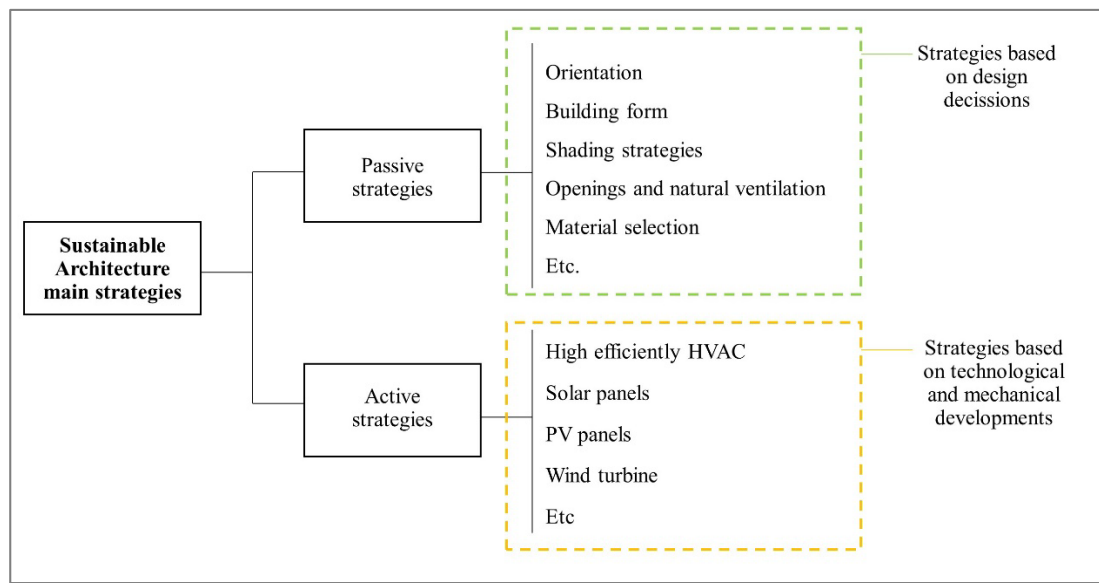 Orientation
Building form
Shading strategies
Openings and natural ventilation
Material selection
Etc.
Strategies based
on design
decissions
Passive
strategies
Sustainable
Architecture
main strategies
Active
strategies
High efficiently HVAC
Solar panels
PV panels
Wind turbine
Etc
Strategies based
on technological
and mechanical
developments